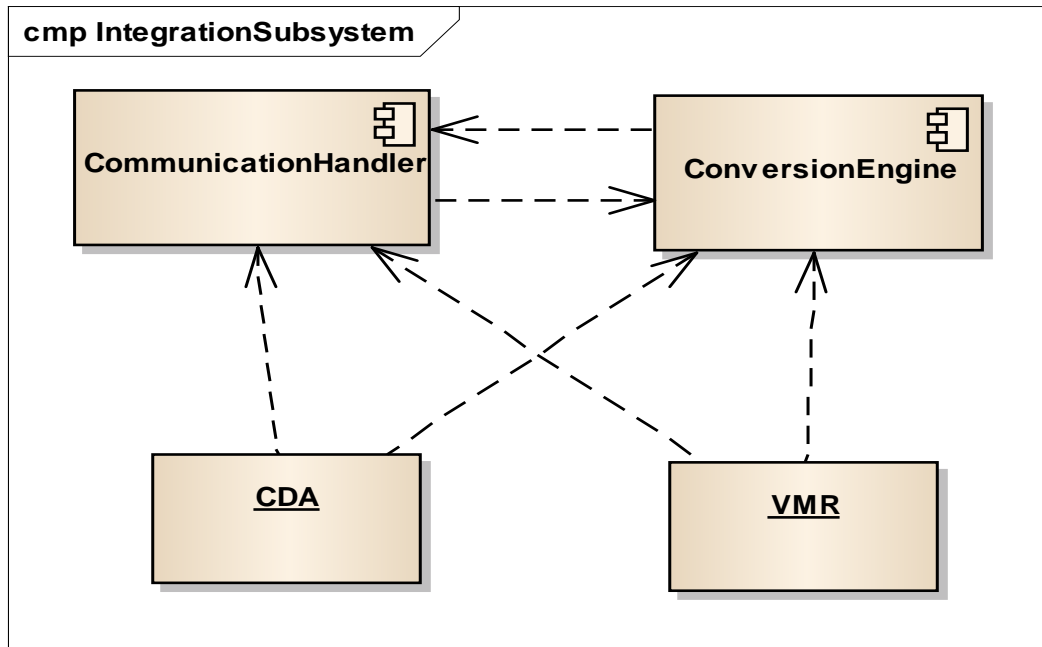 cmp IntegrationSubsystem
CommunicationHandler
ConversionEngine
CDA
VMR